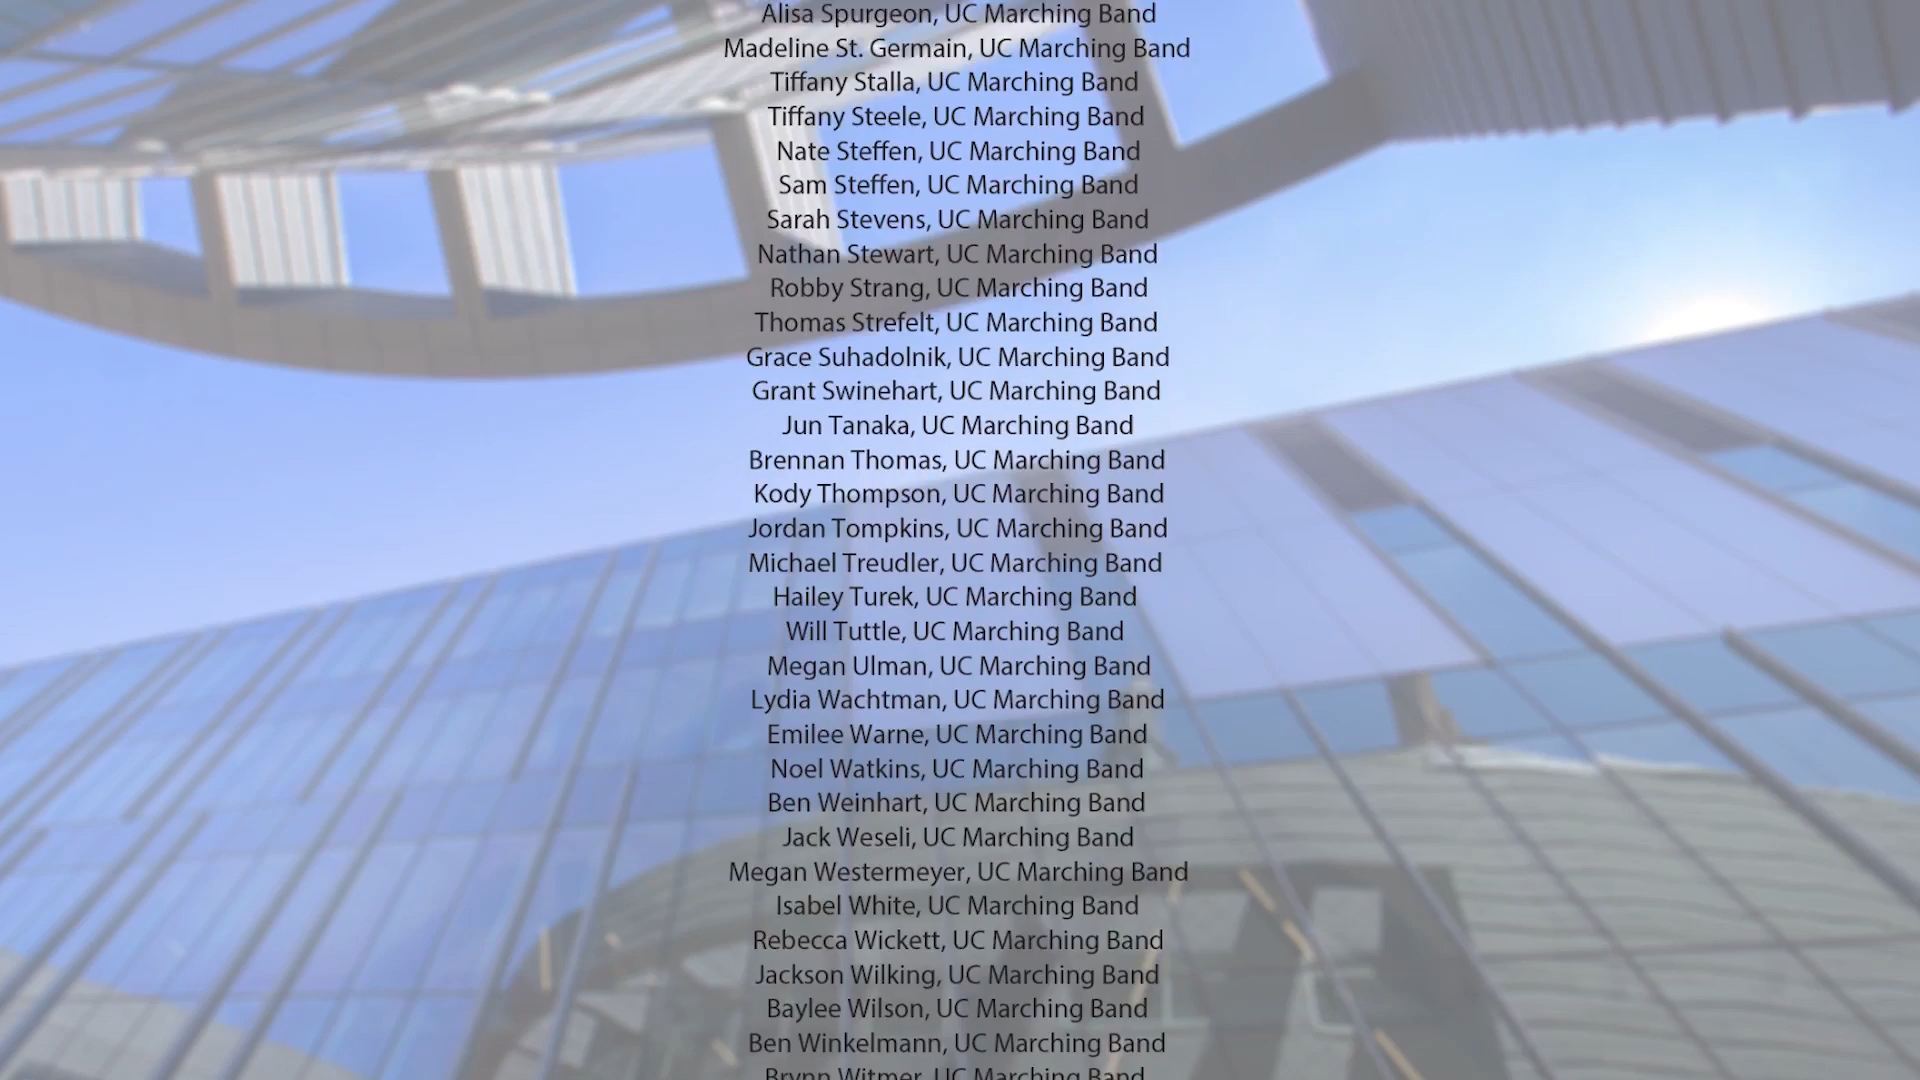 Alisa Spurgeon, UC Marching Band
Madeline St. Germain, UC Marching Band
Tiffany Stalla, UC Marching Band
Tiffany Steele, UC Marching Band
Nate Steffen, UC Marching Band
Sam Steffen, UC Marching Band
Sarah Stevens, UC Marching Band
Nathan Stewart, UC Marching Band
Robby Strang, UC Marching Band
Thomas Strefelt, UC Marching Band
Grace Suhadolnik, UC Marching Band
Grant Swinehart, UC Marching Band
Jun Tanaka, UC Marching Band
Brennan Thomas, UC Marching Band
Kody Thompson, UC Marching Band
Jordan Tompkins, UC Marching Band
Michael Treudler, UC Marching Band
Hailey Turek, UC Marching Band
Will Tuttle, UC Marching Band
Megan Ulman, UC Marching Band
Lydia Wachtman, UC Marching Band
Emilee Warne, UC Marching Band
Noel Watkins, UC Marching Band
Ben Weinhart, UC Marching Band
Jack Weseli, UC Marching Band
Megan Westermeyer, UC Marching Band
Isabel White, UC Marching Band
Rebecca Wickett, UC Marching Band
Jackson Wilking, UC Marching Band
Baylee Wilson, UC Marching Band
Ben Winkelmann, UC Marching Band
Brynn Witmer, UC Marching Band